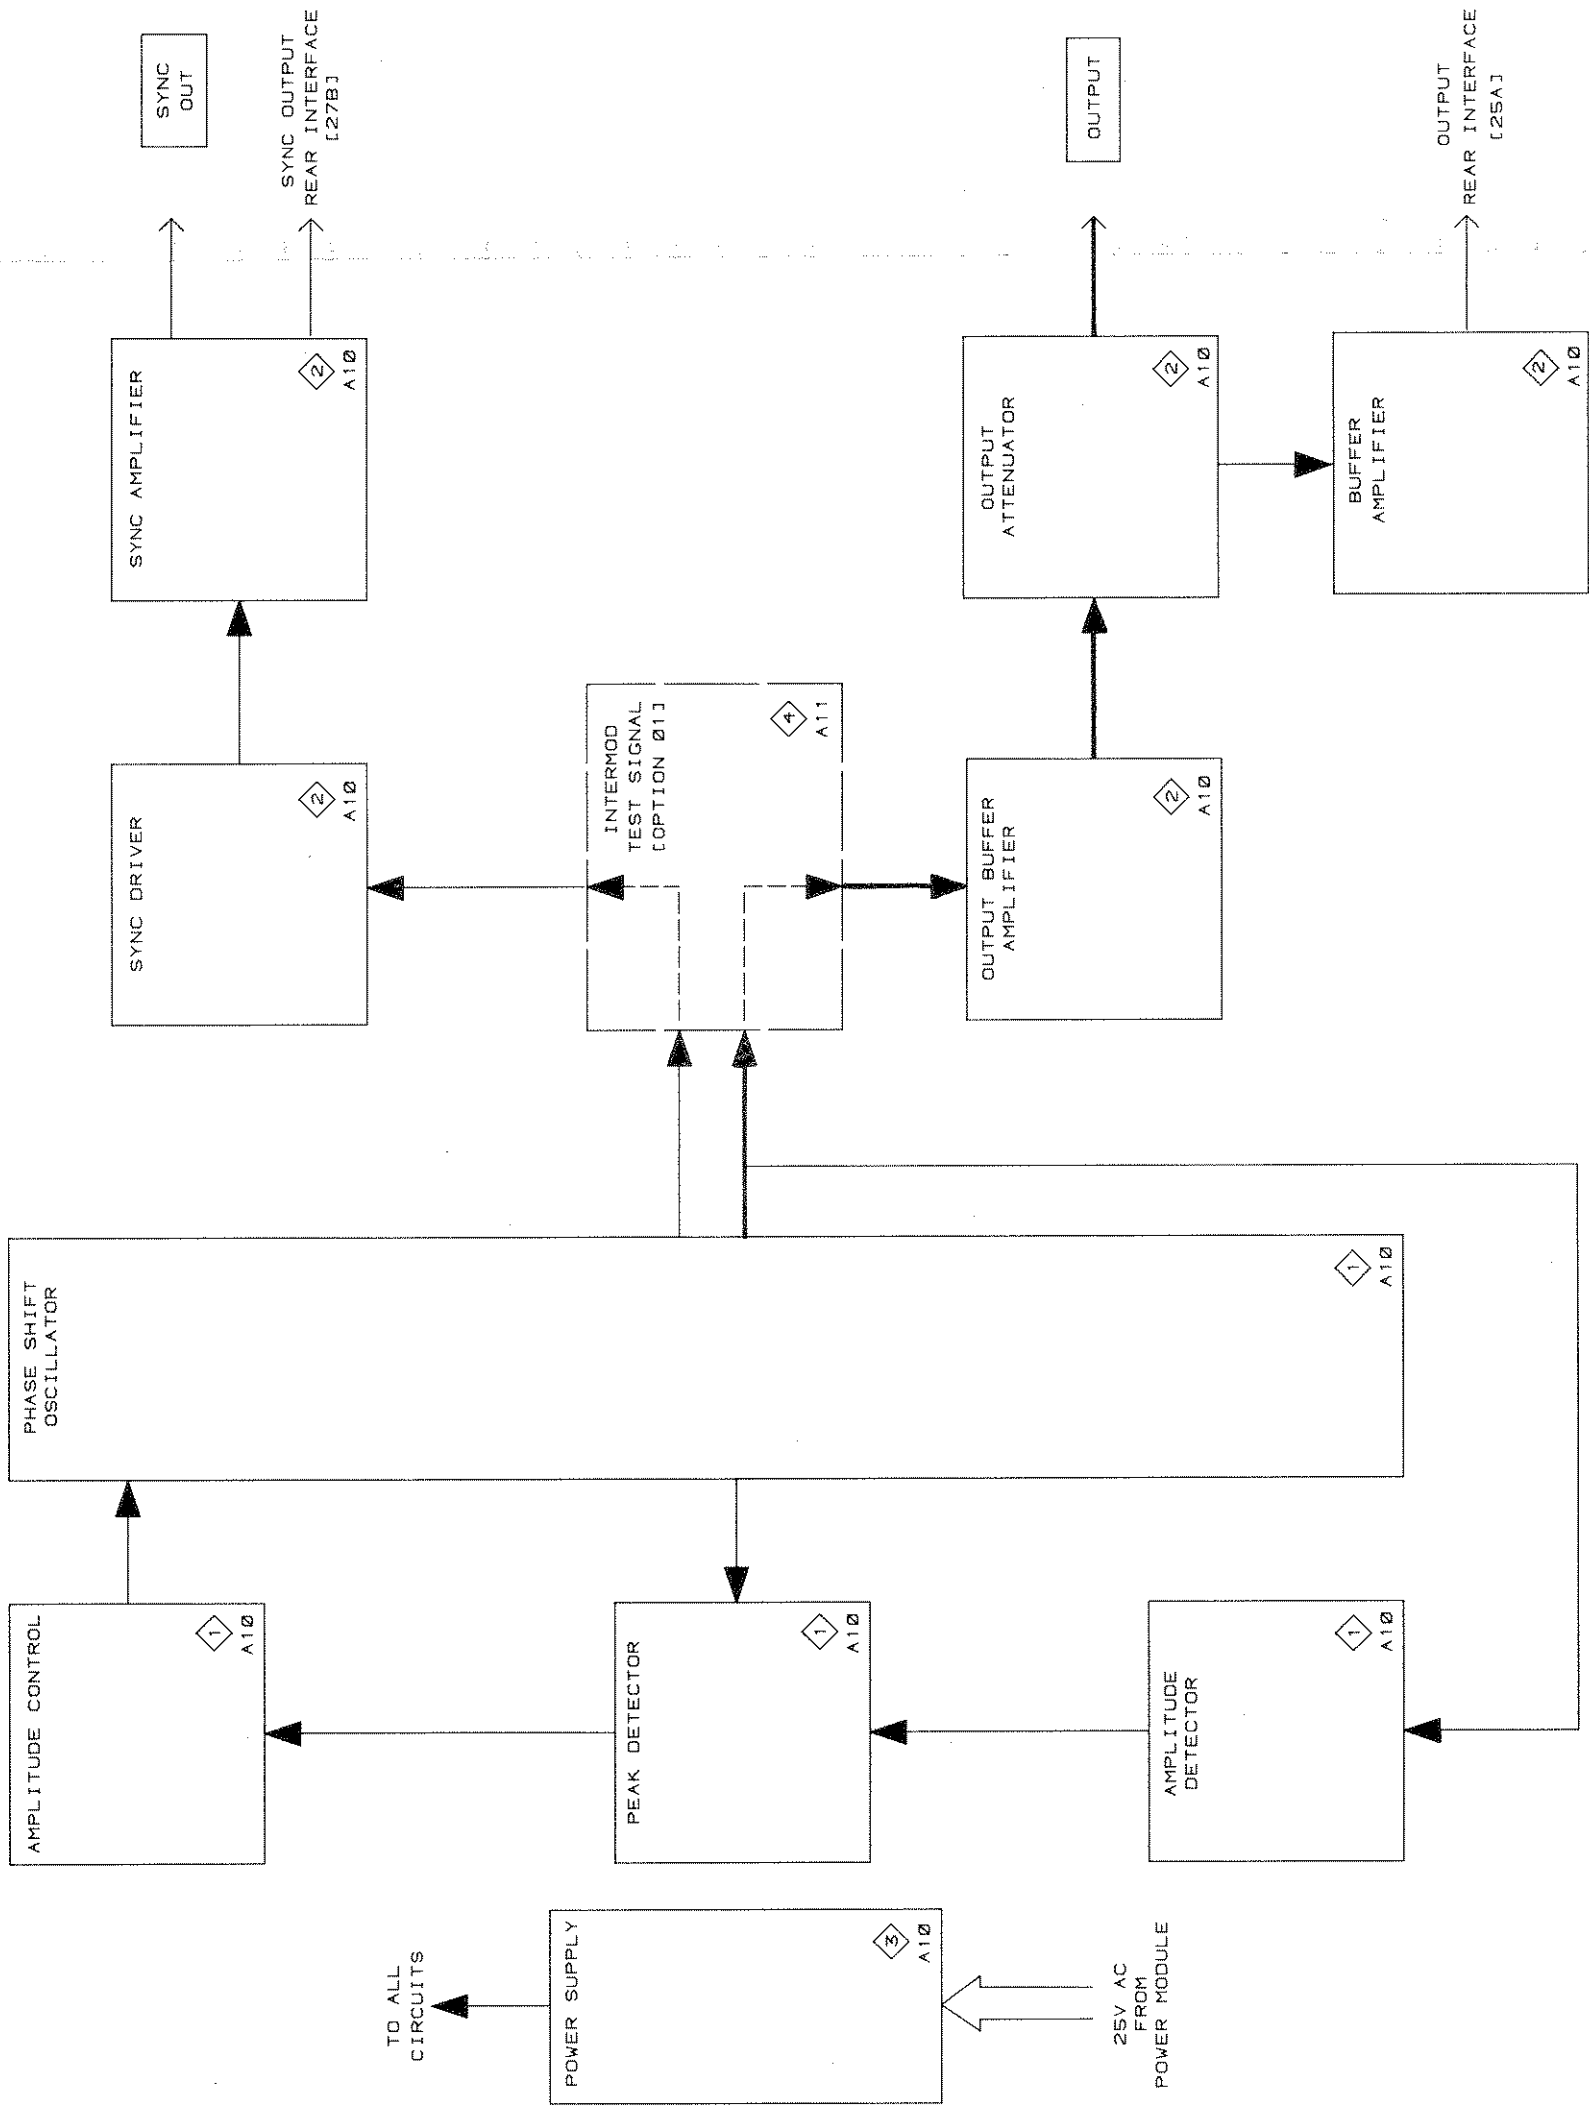 TO ALL
CIRCUITS
POWER SUPPLY
3
A10
25V AC
FROM
POWER MODULE
AMPLITUDE CONTROL
1
A10
PEAK DETECTOR
1
A10
AMPLITUDE
DETECTOR
1
A10
PHASE SHIFT
OSCILLATOR
1
A10
SYNC DRIVER
2
A10
INTERMOD
TEST SIGNAL
[OPTION 01]
4
A11
OUTPUT BUFFER
AMPLIFIER
2
A10
SYNC AMPLIFIER
2
A10
OUTPUT
ATTENUATOR
2
A10
BUFFER
AMPLIFIER
2
A10
SYNC
OUT
SYNC OUTPUT
REAR INTERFACE
[27B]
OUTPUT
OUTPUT
REAR INTERFACE
[25A]